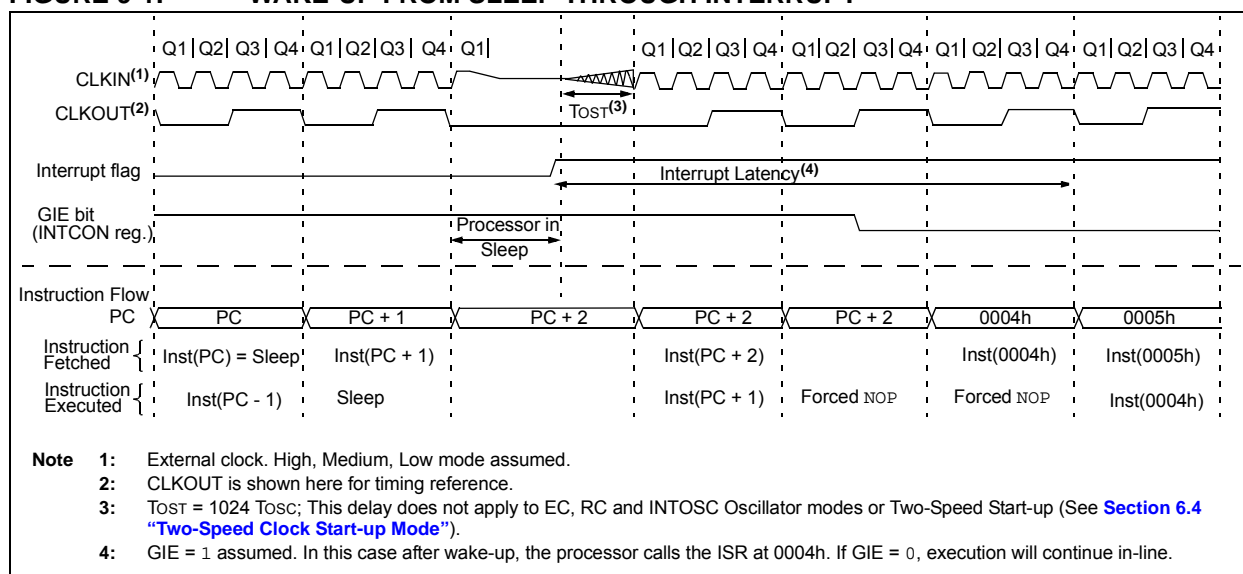 FIGURE 9-1: WAKE-UP FROM SLEEP THROUGH INTERRUPT
Q1 Q2 Q3 Q4 Q1 Q2 Q3 Q4 Q1 Q1 Q2 Q3 Q4 Q1 Q2 Q3 Q4 Q1 Q2 Q3 Q4 Q1 Q2 Q3 Q4
CLKIN(1)
CLKOUT(2)
TOST(3)
Interrupt flag
Interrupt Latency(4)
GIE bit
(INTCON reg.)
Processor in
Sleep
Instruction Flow
PC PC PC + 1 PC + 2 PC + 2 PC + 2 0004h 0005h
Instruction
Fetched
Inst(PC) = Sleep Inst(PC + 1) Inst(PC + 2) Inst(0004h) Inst(0005h)
Instruction
Executed
Inst(PC - 1) Sleep Inst(PC + 1) Forced NOP Forced NOP Inst(0004h)
Note 1: External clock. High, Medium, Low mode assumed.
2: CLKOUT is shown here for timing reference.
3: TOST = 1024 TOSC; This delay does not apply to EC, RC and INTOSC Oscillator modes or Two-Speed Start-up (See Section 6.4
“Two-Speed Clock Start-up Mode”).
4: GIE = 1 assumed. In this case after wake-up, the processor calls the ISR at 0004h. If GIE = 0, execution will continue in-line.